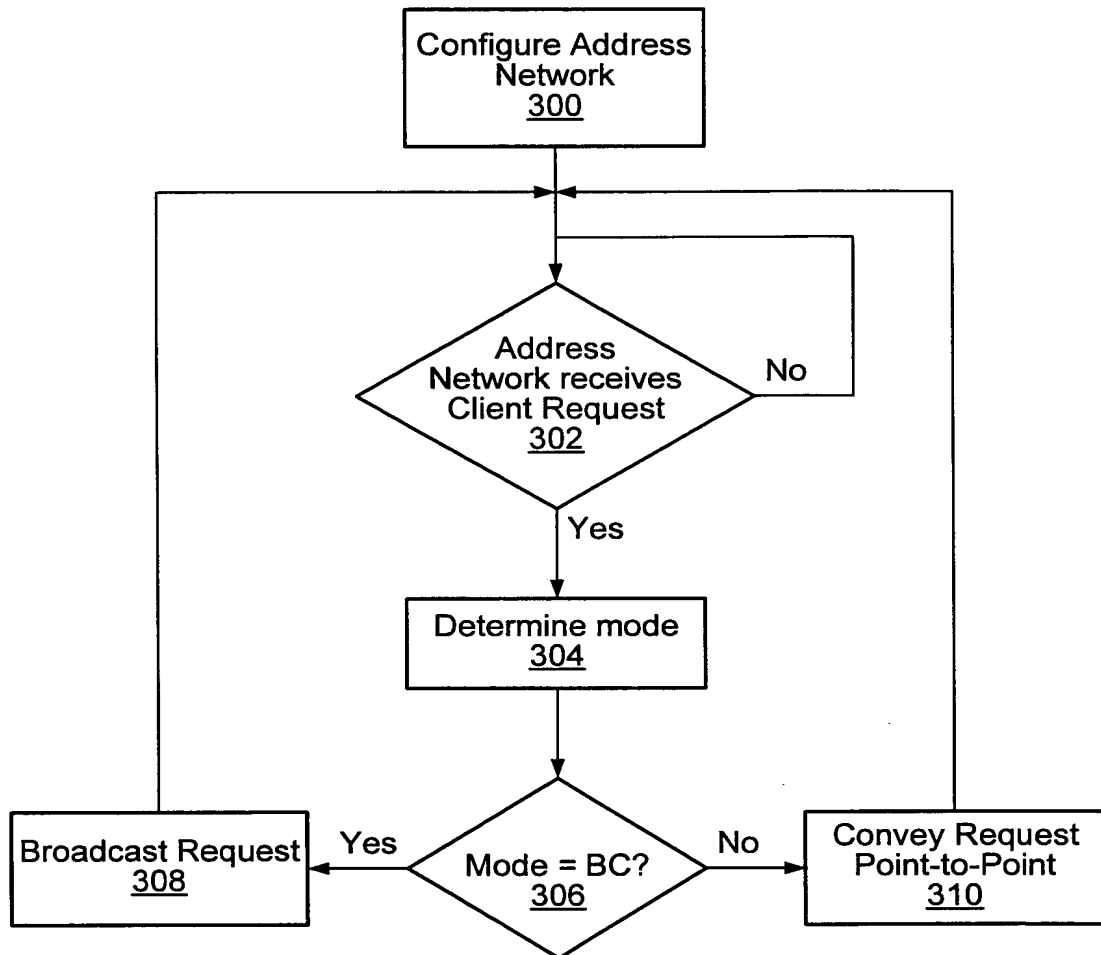 Configure Address
Network
300
Address
Network receives
Client Request
302
No
Yes
Determine mode
304
Broadcast Request
308
Yes
Mode = BC?
306
No
Convey Request
Point-to-Point
310